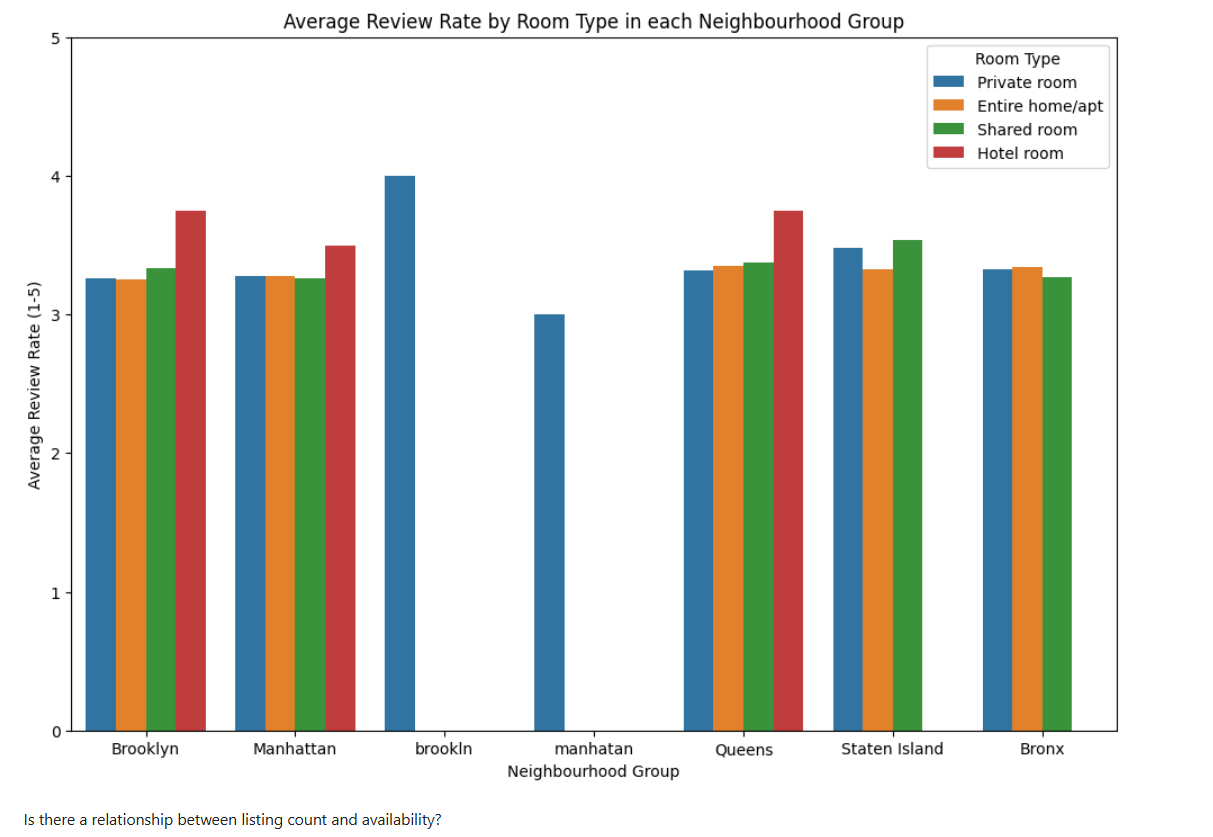 Average Review Rate by Room Type in each Neighbourhood Group
Room Type
Private room
Entire home/apt
Shared room
Hotel room
Average Review Rate (1-5)
5
4
3
2
1
0
Brooklyn Manhattan brookln manhatan Queens Staten Island Bronx
Neighbourhood Group
Is there a relationship between listing count and availability?